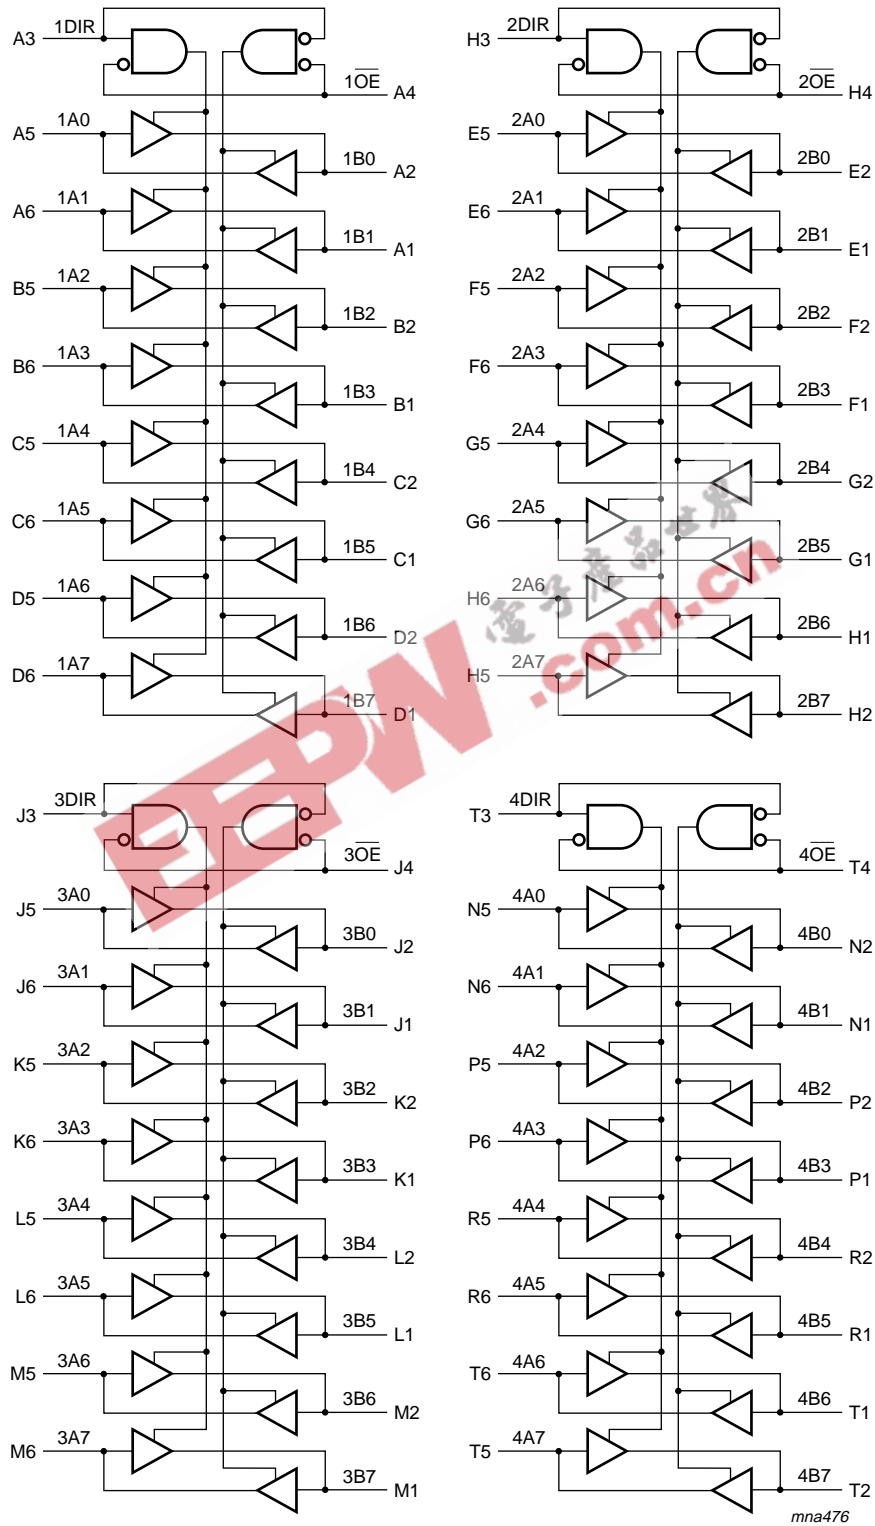 A3 1DIR
1OE A4
A5 1A0
1B0 A2
A6 1A1
1B1 A1
B5 1A2
1B2 B2
B6 1A3
1B3 B1
C5 1A4
1B4 C2
C6 1A5
1B5 C1
D5 1A6
1B6 D2
D6 1A7
1B7 D1
H3 2DIR
2OE H4
E5 2A0
2B0 E2
E6 2A1
2B1 E1
F5 2A2
2B2 F2
F6 2A3
2B3 F1
G5 2A4
2B4 G2
G6 2A5
2B5 G1
H6 2A6
2B6 H1
H5 2A7
2B7 H2
電子產品世界
EEPW.com.cn
J3 3DIR
3OE J4
J5 3A0
3B0 J2
J6 3A1
3B1 J1
K5 3A2
3B2 K2
K6 3A3
3B3 K1
L5 3A4
3B4 L2
L6 3A5
3B5 L1
M5 3A6
3B6 M2
M6 3A7
3B7 M1
T3 4DIR
4OE T4
N5 4A0
4B0 N2
N6 4A1
4B1 N1
P5 4A2
4B2 P2
P6 4A3
4B3 P1
R5 4A4
4B4 R2
R6 4A5
4B5 R1
T6 4A6
4B6 T1
T5 4A7
4B7 T2
mna476